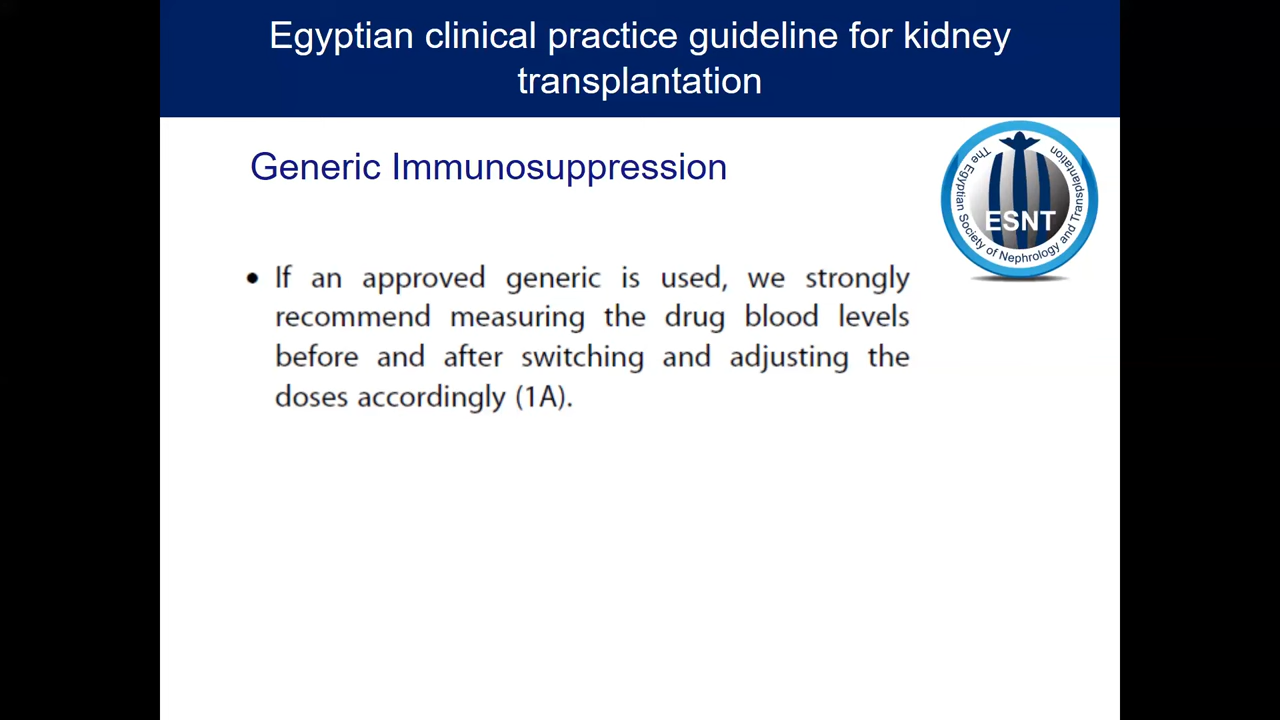 Egyptian clinical practice guideline for kidney
transplantation
Generic Immunosuppression
The Egyptian Society of Nephrology and Transplantation
ESNT
• If an approved generic is used, we strongly
recommend measuring the drug blood levels
before and after switching and adjusting the
doses accordingly (1A).